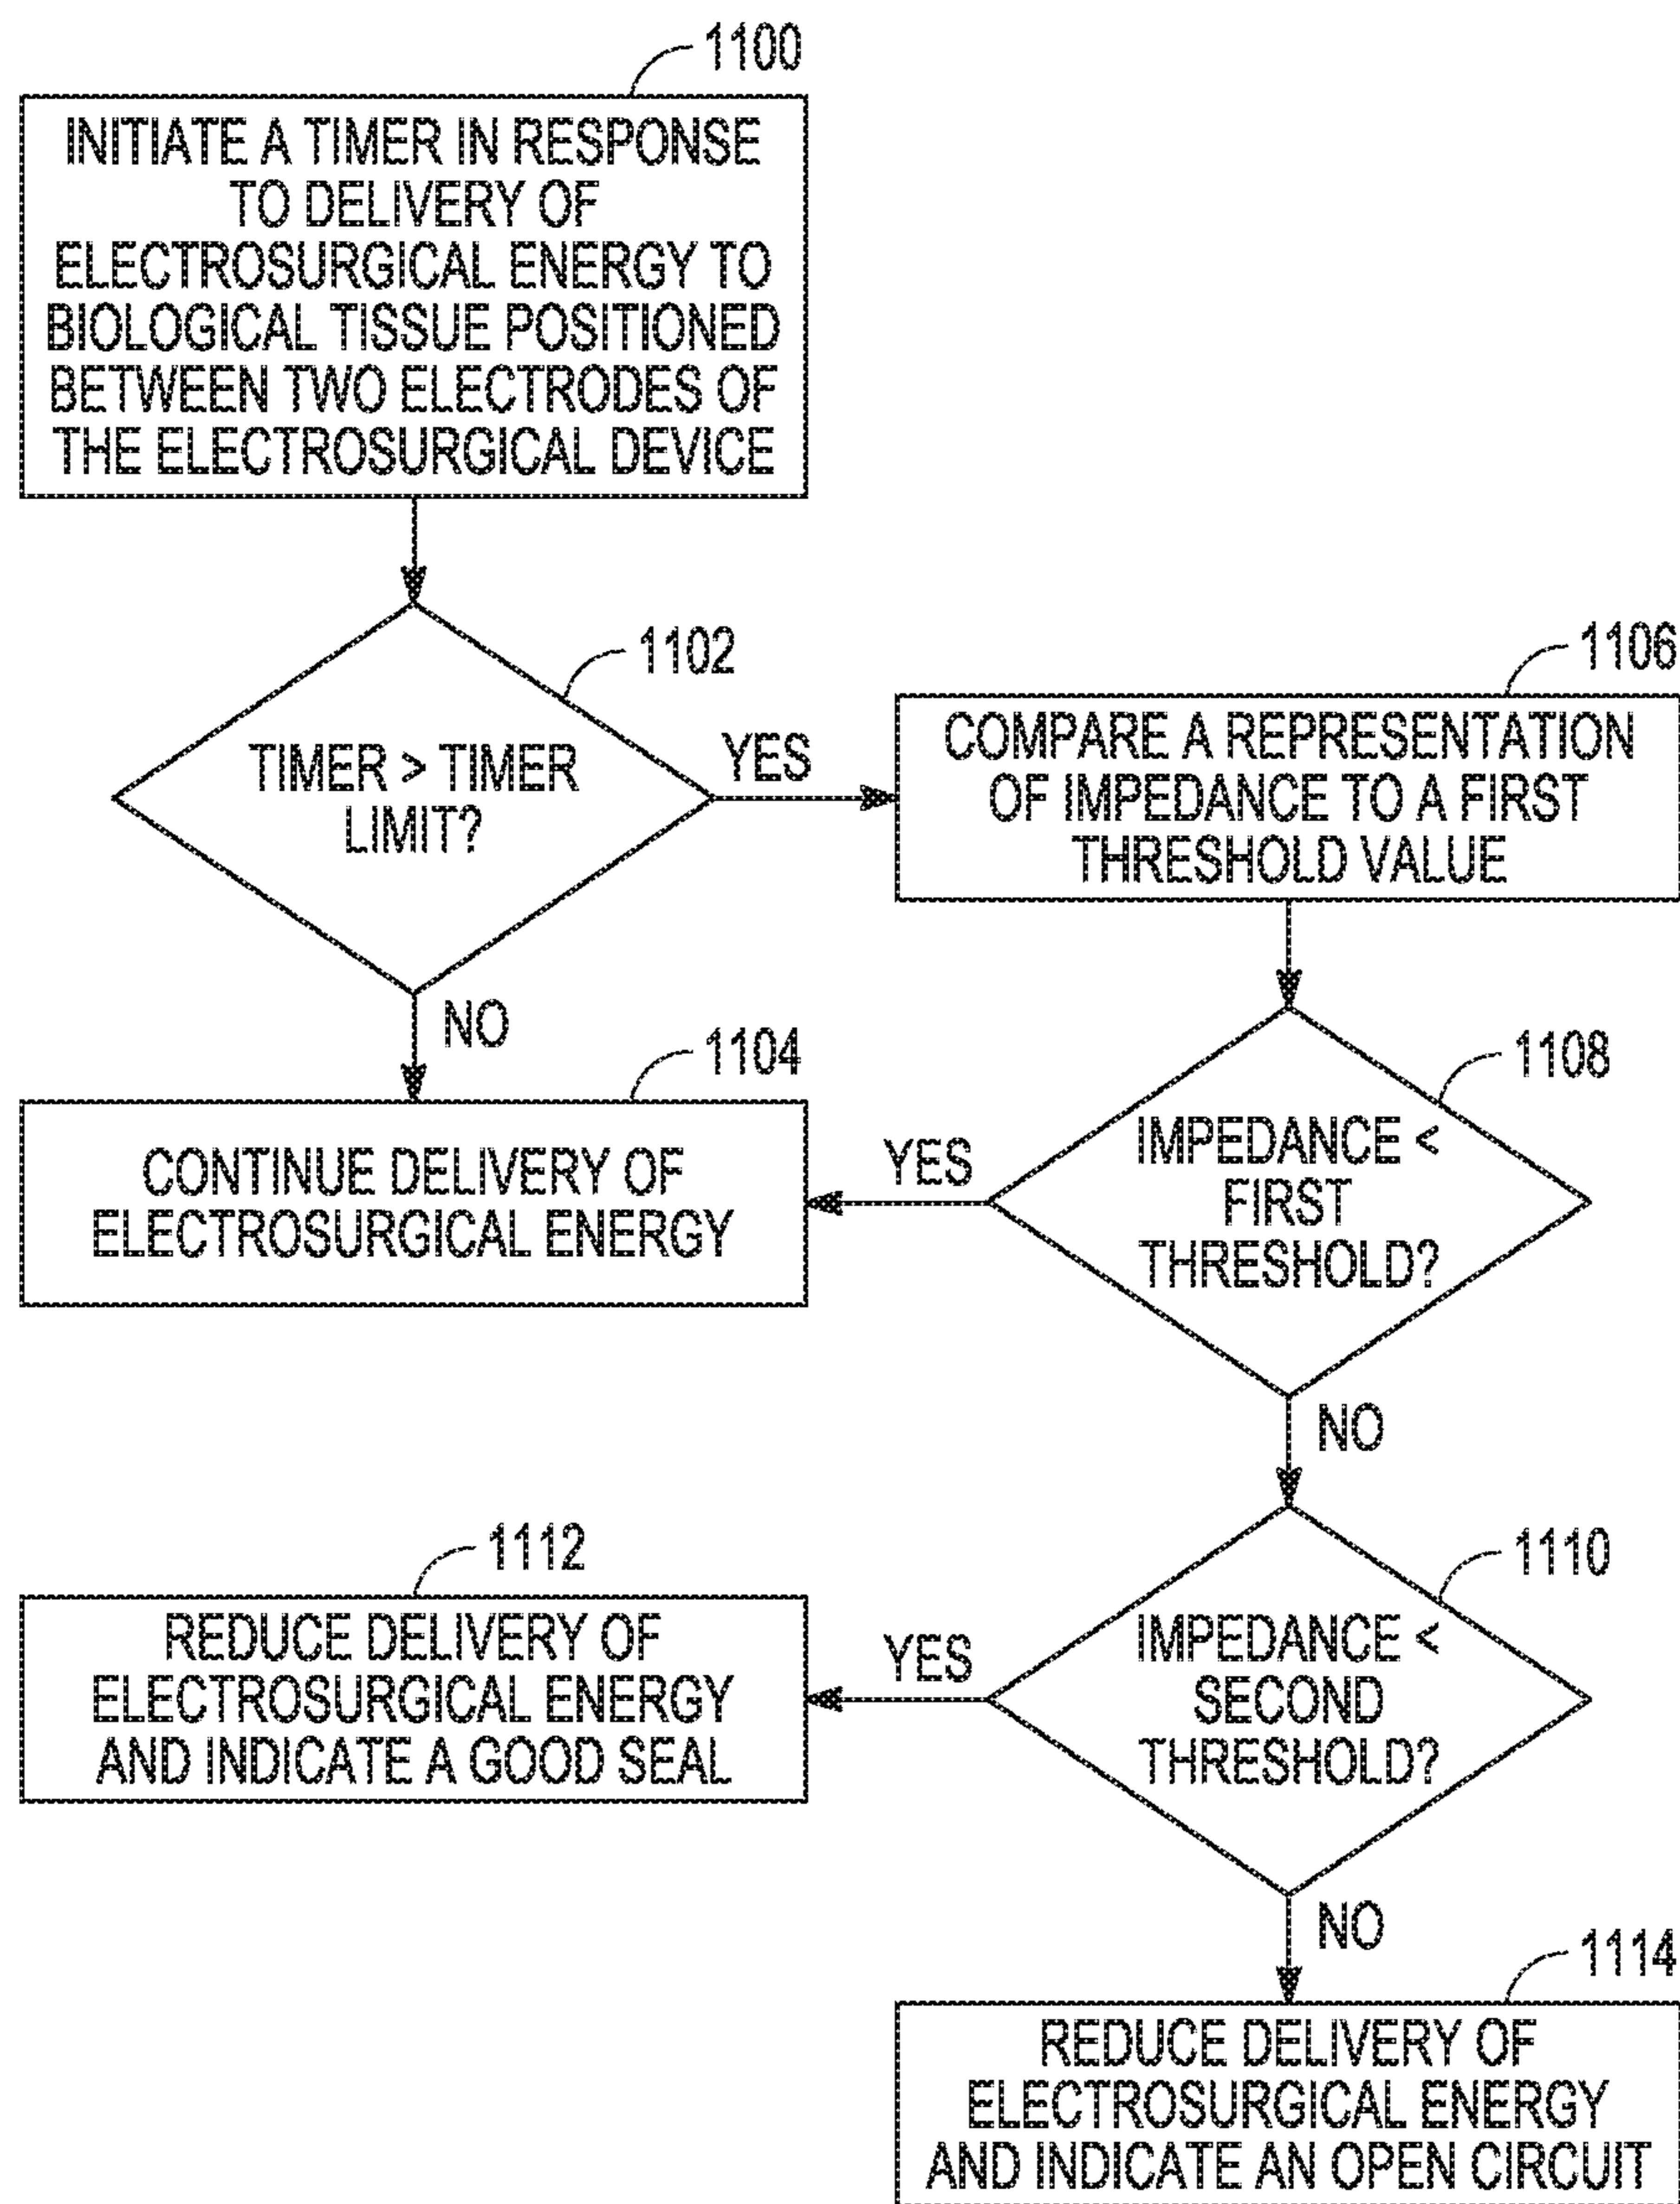 1100
INITIATE A TIMER IN RESPONSE
TO DELIVERY OF
ELECTROSURGICAL ENERGY TO
BIOLOGICAL TISSUE POSITIONED
BETWEEN TWO ELECTRODES OF
THE ELECTROSURGICAL DEVICE
1102
TIMER > TIMER
LIMIT?
YES
NO
1106
COMPARE A REPRESENTATION
OF IMPEDANCE TO A FIRST
THRESHOLD VALUE
1104
CONTINUE DELIVERY OF
ELECTROSURGICAL ENERGY
1108
IMPEDANCE <
FIRST
THRESHOLD?
YES
NO
1110
IMPEDANCE <
SECOND
THRESHOLD?
YES
NO
1112
REDUCE DELIVERY OF
ELECTROSURGICAL ENERGY
AND INDICATE A GOOD SEAL
1114
REDUCE DELIVERY OF
ELECTROSURGICAL ENERGY
AND INDICATE AN OPEN CIRCUIT